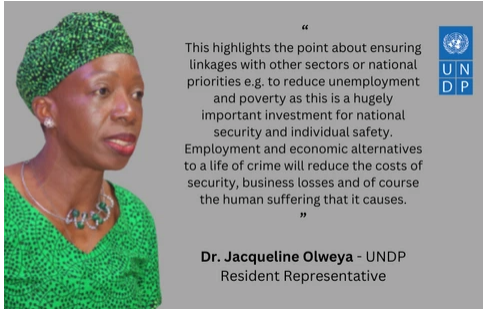 “
This highlights the point about ensuring
linkages with other sectors or national
priorities e.g. to reduce unemployment
and poverty as this is a hugely
important investment for national
security and individual safety.
Employment and economic alternatives
to a life of crime will reduce the costs of
security, business losses and of course
the human suffering that it causes.
”
Dr. Jacqueline Olweya - UNDP
Resident Representative
U N
D P